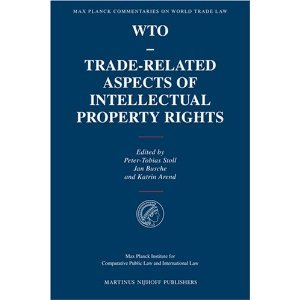 MAX PLANCK COMMENTARIES ON WORLD TRADE LAW
WTO
–
TRADE-RELATED
ASPECTS OF
INTELLECTUAL
PROPERTY RIGHTS
Edited by
Peter-Tobias Stoll
Jan Busche
and Katrin Arend
Max Planck Institute for
Comparative Public Law and International Law
MARTINUS NIJHOFF PUBLISHERS